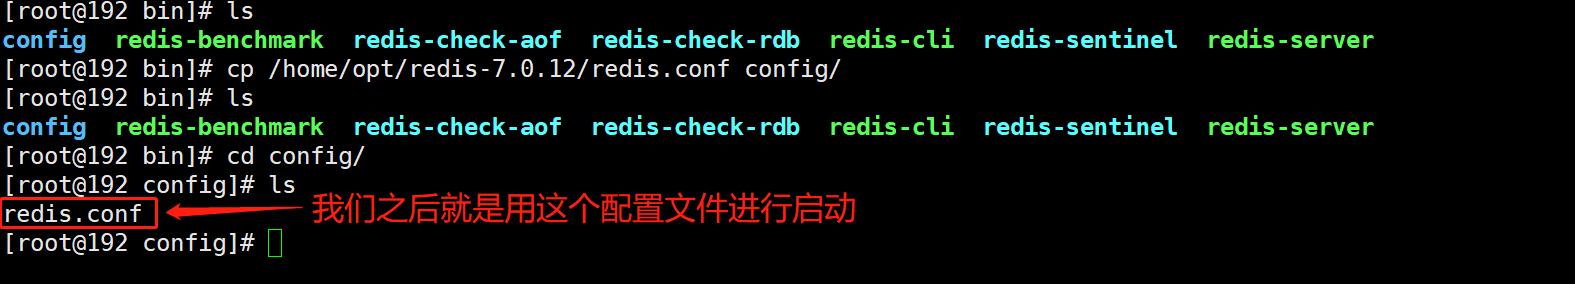 [root@192 bin]# ls
config  redis-benchmark  redis-check-aof  redis-check-rdb  redis-cli  redis-sentinel  redis-server
[root@192 bin]# cp /home/opt/redis-7.0.12/redis.conf config/
[root@192 bin]# ls
config  redis-benchmark  redis-check-aof  redis-check-rdb  redis-cli  redis-sentinel  redis-server
[root@192 bin]# cd config/
[root@192 config]# ls
redis.conf 我们之后就是用这个配置文件进行启动
[root@192 config]#